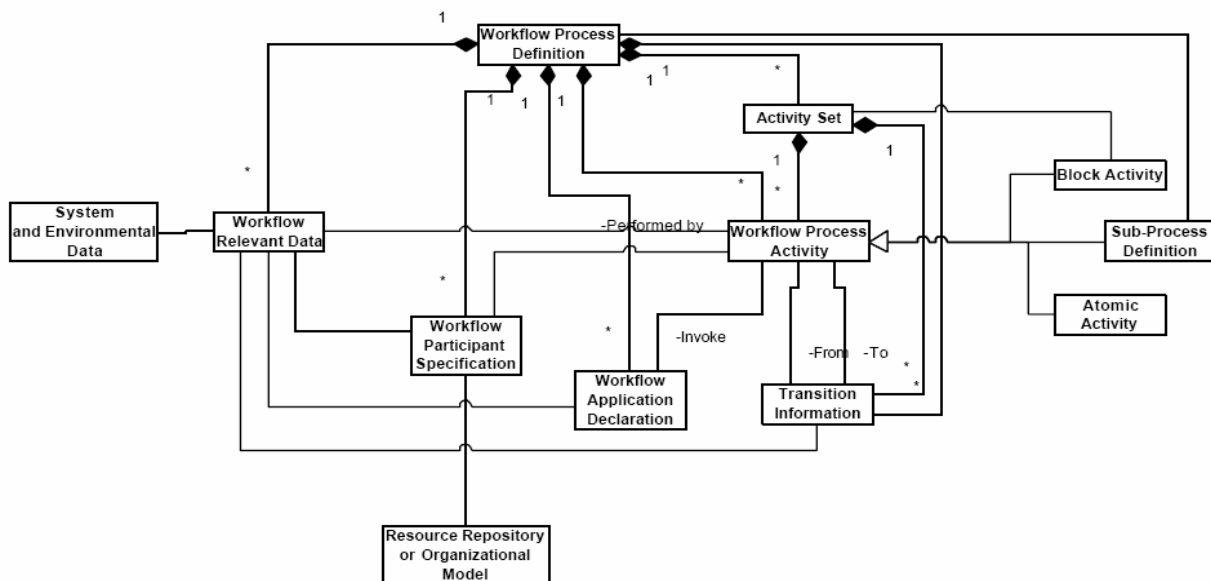 1
Workflow Process
Definition
1
1
1
1
1
1
*
Activity Set
1
1
*
*
*
Block Activity
System
and Environmental
Data
Workflow
Relevant Data
-Performed by
Workflow Process
Activity
Sub-Process
Definition
*
Atomic
Activity
Workflow
Participant
Specification
*
-Invoke
-From
-To
*
*
Workflow
Application
Declaration
Transition
Information
Resource Repository
or Organizational
Model